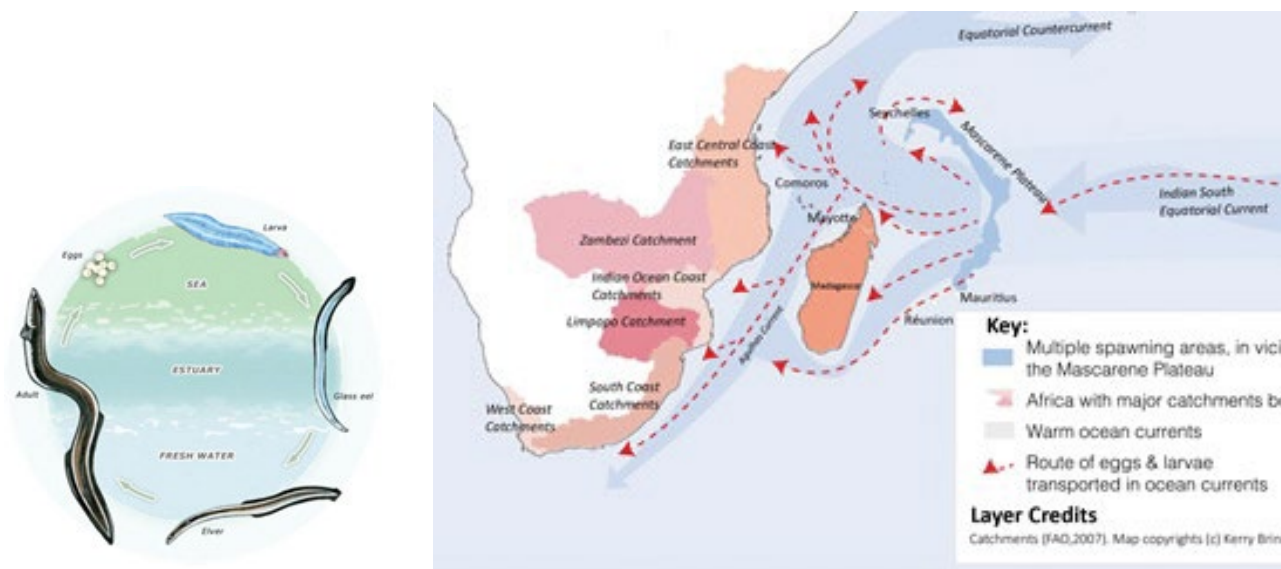 Eggs
Larva
SEA
ESTUARY
Adult
Glass eel
FRESH WATER
Elver
Equatorial Countercurrent
Seychelles
Mascarene Plateau
East Central Coast
Catchments
Comoros
Mayotte
Indian South
Equatorial Current
Zambezi Catchment
Indian Ocean Coast
Catchments
Madagascar
Mauritius
Limpopo Catchment
Réunion
Agulhas Current
South Coast
Catchments
West Coast
Catchments
Key:
Multiple spawning areas, in vici
the Mascarene Plateau
Africa with major catchments b
Warm ocean currents
Route of eggs & larvae
transported in ocean currents
Layer Credits
Catchments (FAO,2007). Map copyrights (c) Kerry Brin